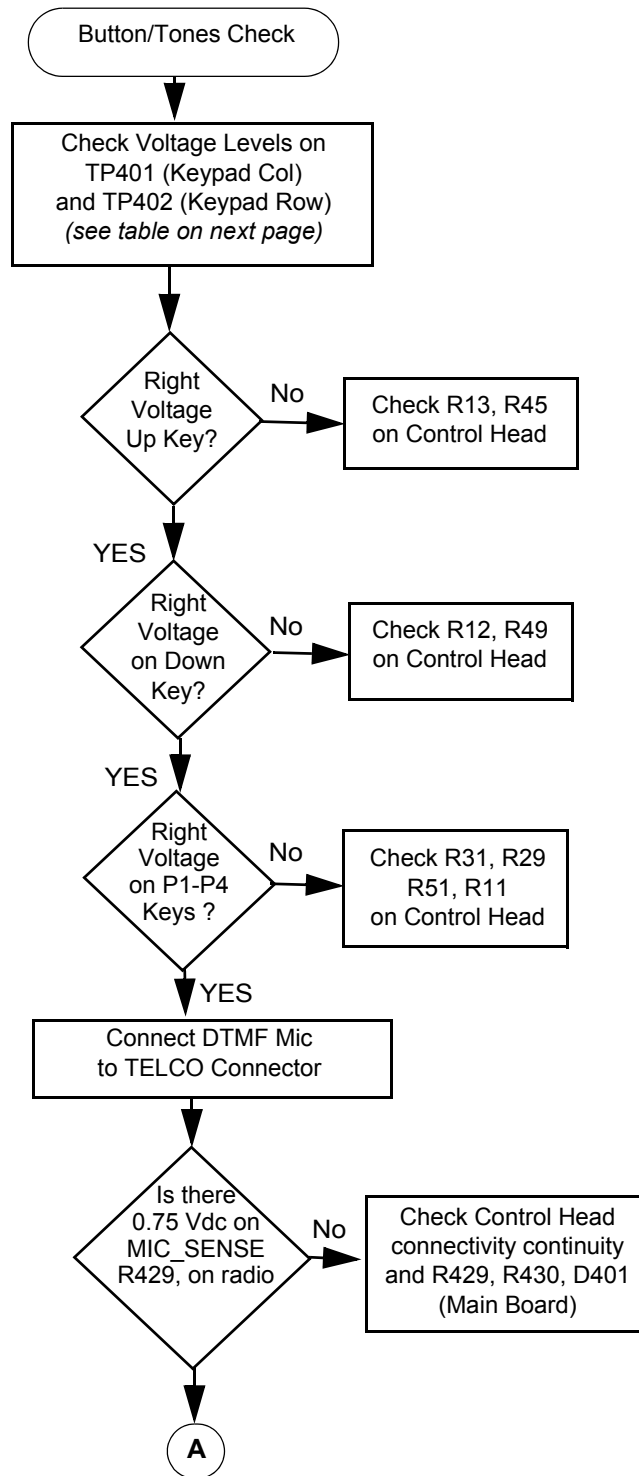 Button/Tones Check
Check Voltage Levels on
TP401 (Keypad Col)
and TP402 (Keypad Row)
(see table on next page)
Right
Voltage
Up Key?
No
Check R13, R45
on Control Head
YES
Right
Voltage
on Down
Key?
No
Check R12, R49
on Control Head
YES
Right
Voltage
on P1-P4
Keys ?
No
Check R31, R29
R51, R11
on Control Head
YES
Connect DTMF Mic
to TELCO Connector
Is there
0.75 Vdc on
MIC_SENSE
R429, on radio
No
Check Control Head
connectivity continuity
and R429, R430, D401
(Main Board)
A